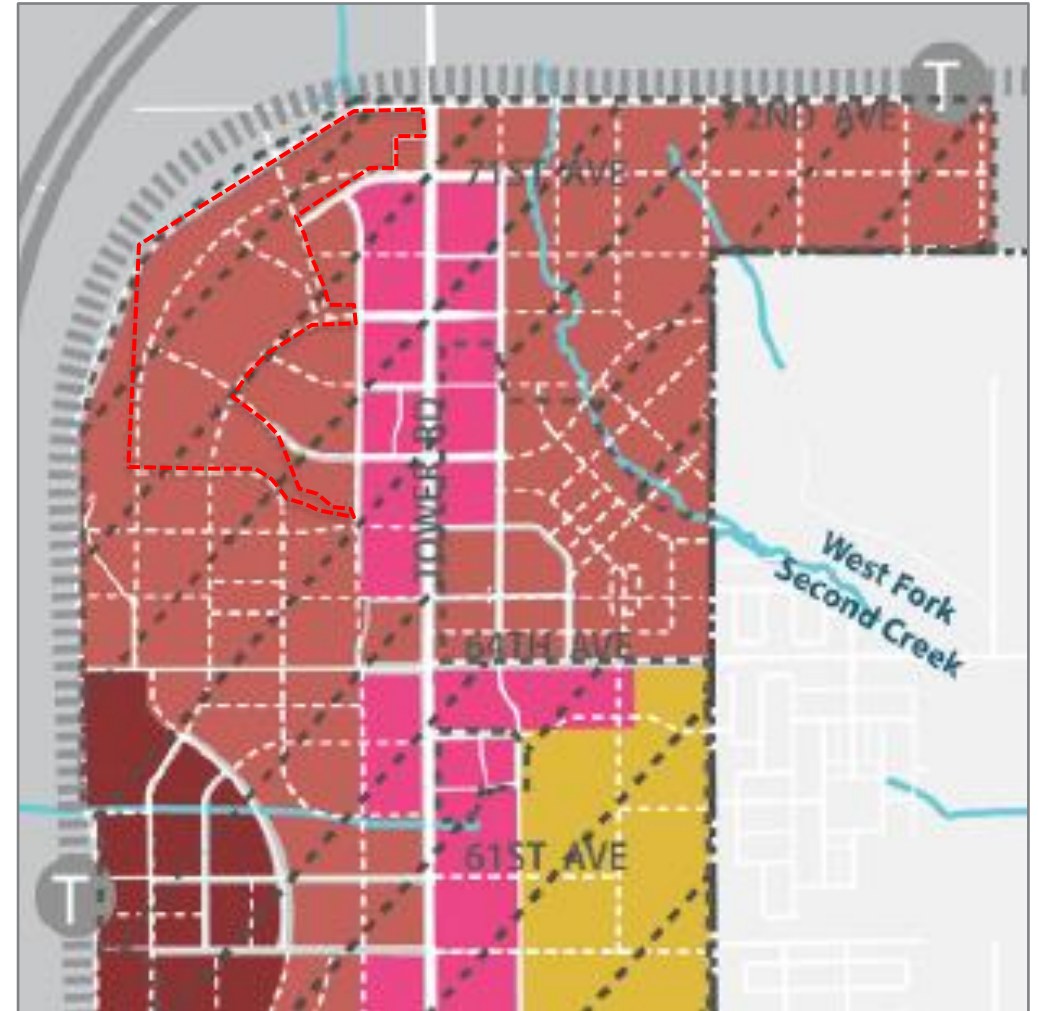 T
72ND AVE
71ST AVE
TOWER RD
West Fork
Second Creek
64TH AVE
61ST AVE
T